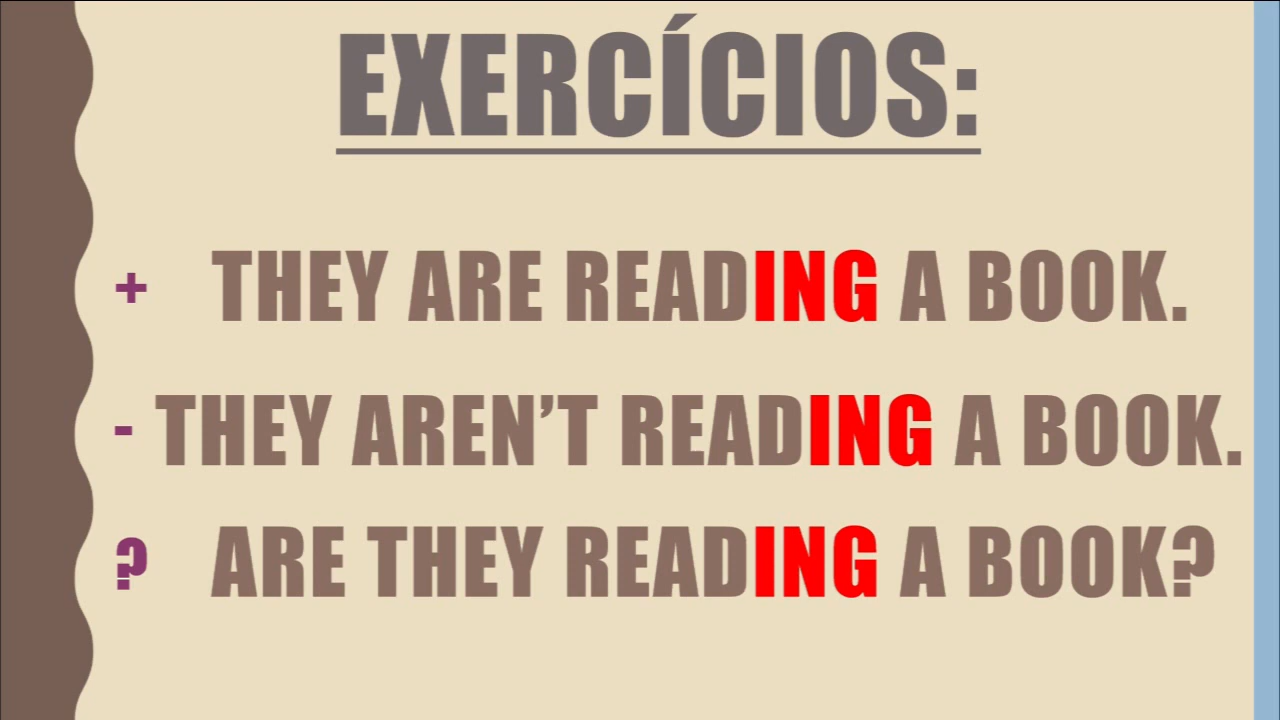 EXERCÍCIOS:
+ THEY ARE READING A BOOK.
- THEY AREN’T READING A BOOK.
? ARE THEY READING A BOOK?